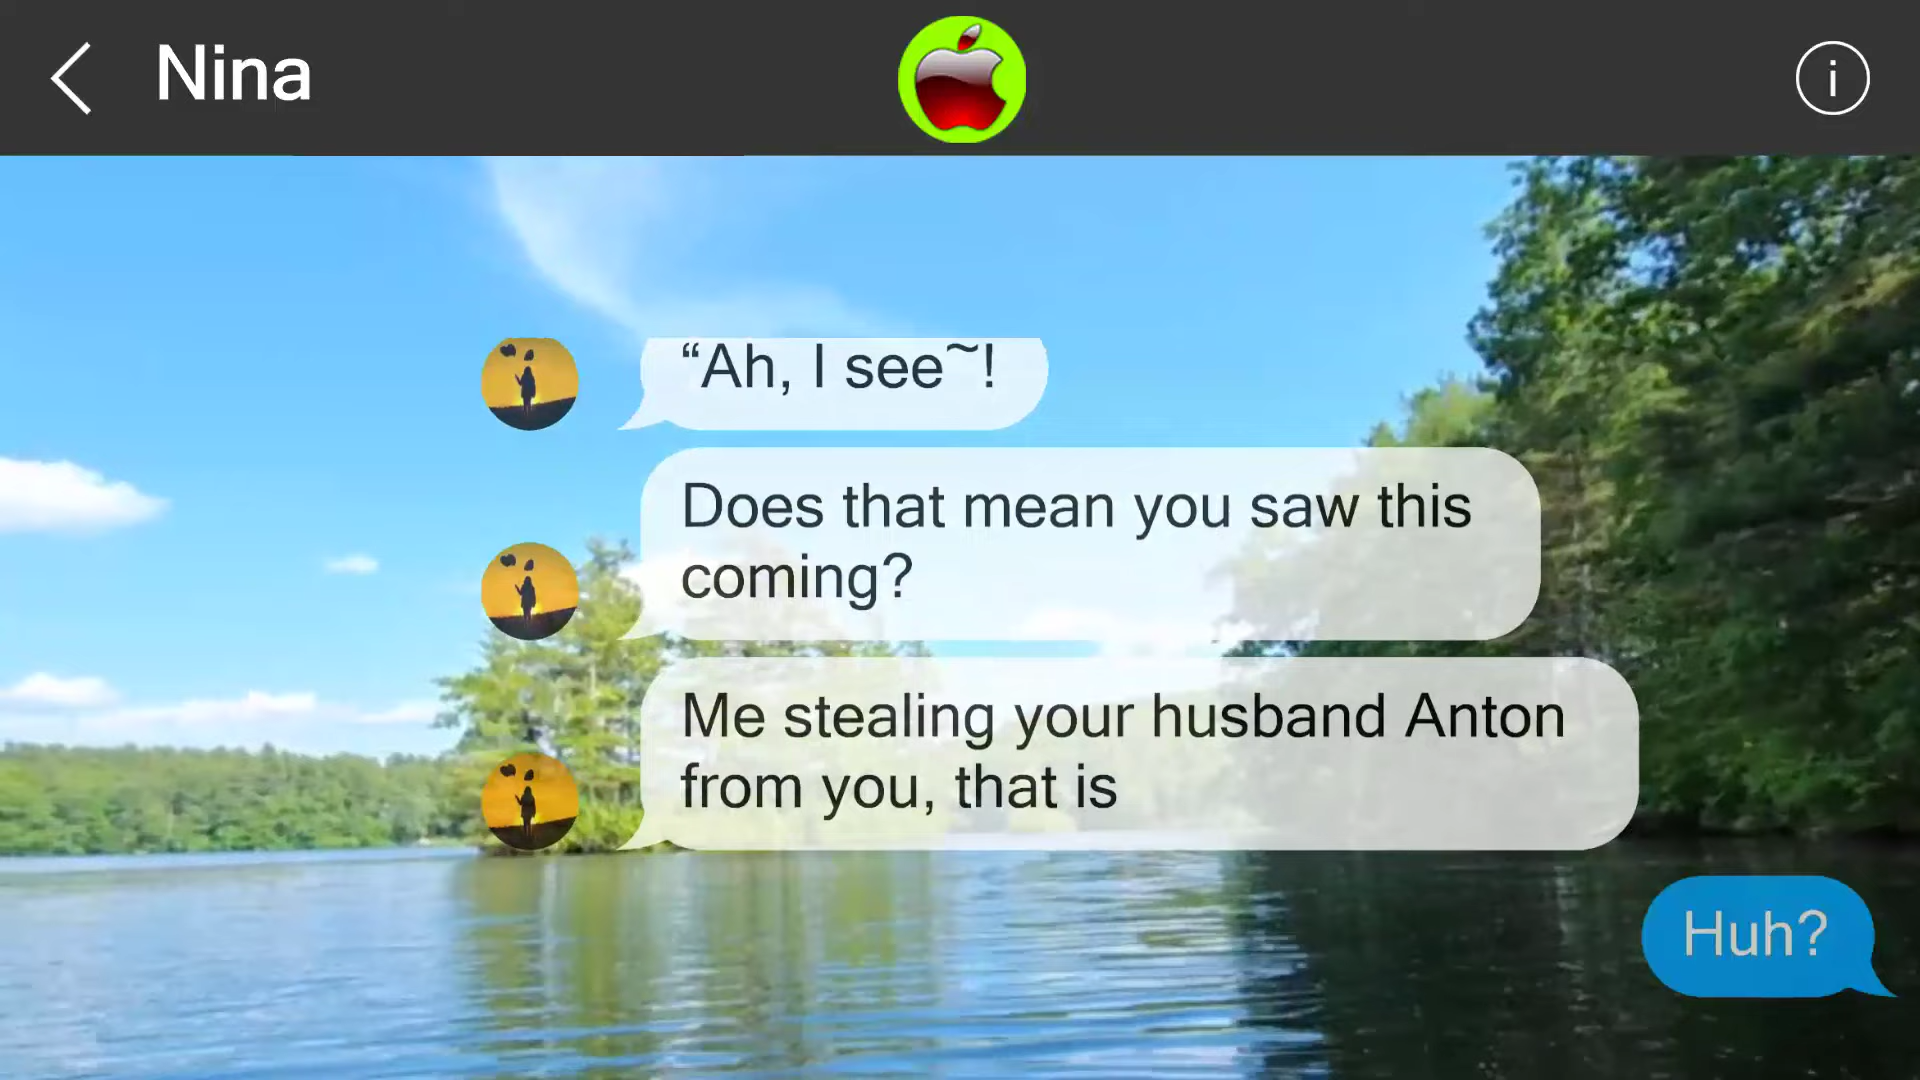 Nina
i
“Ah, I see~!
Does that mean you saw this
coming?
Me stealing your husband Anton
from you, that is
Huh?